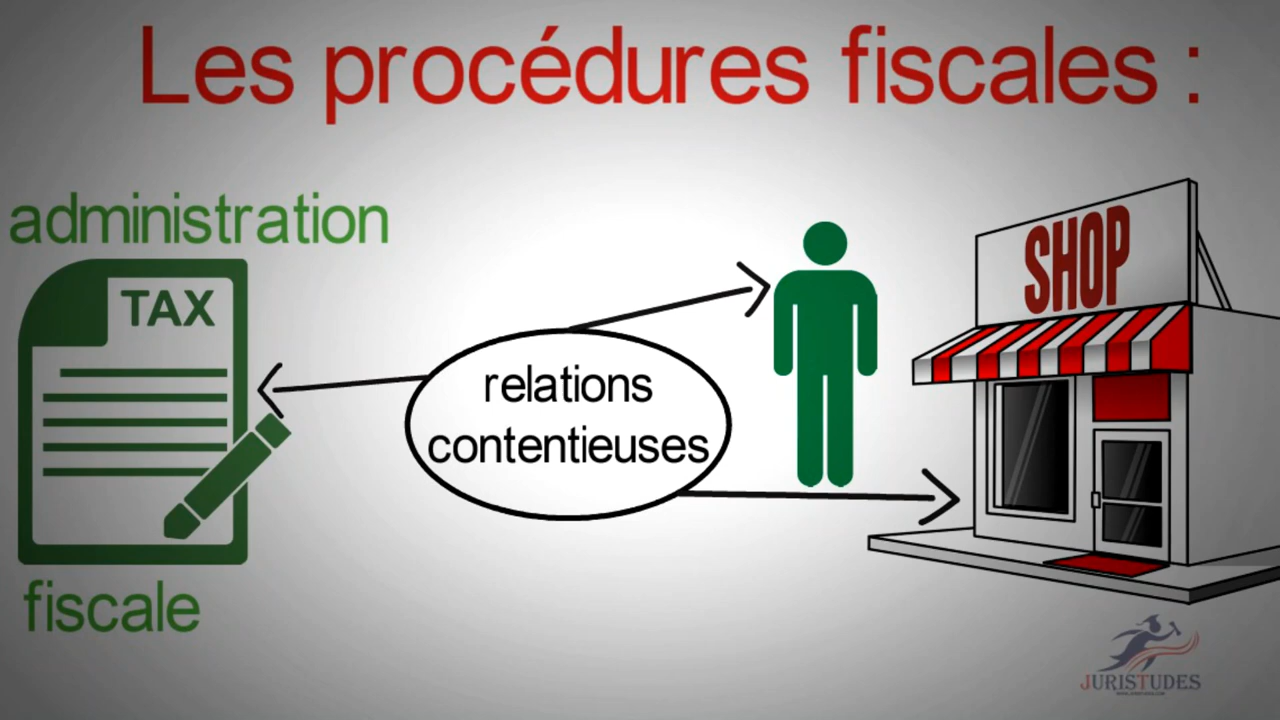 Les procédures fiscales :
administration
TAX
fiscale
relations
contentieuses
SHOP
JURISTUDES